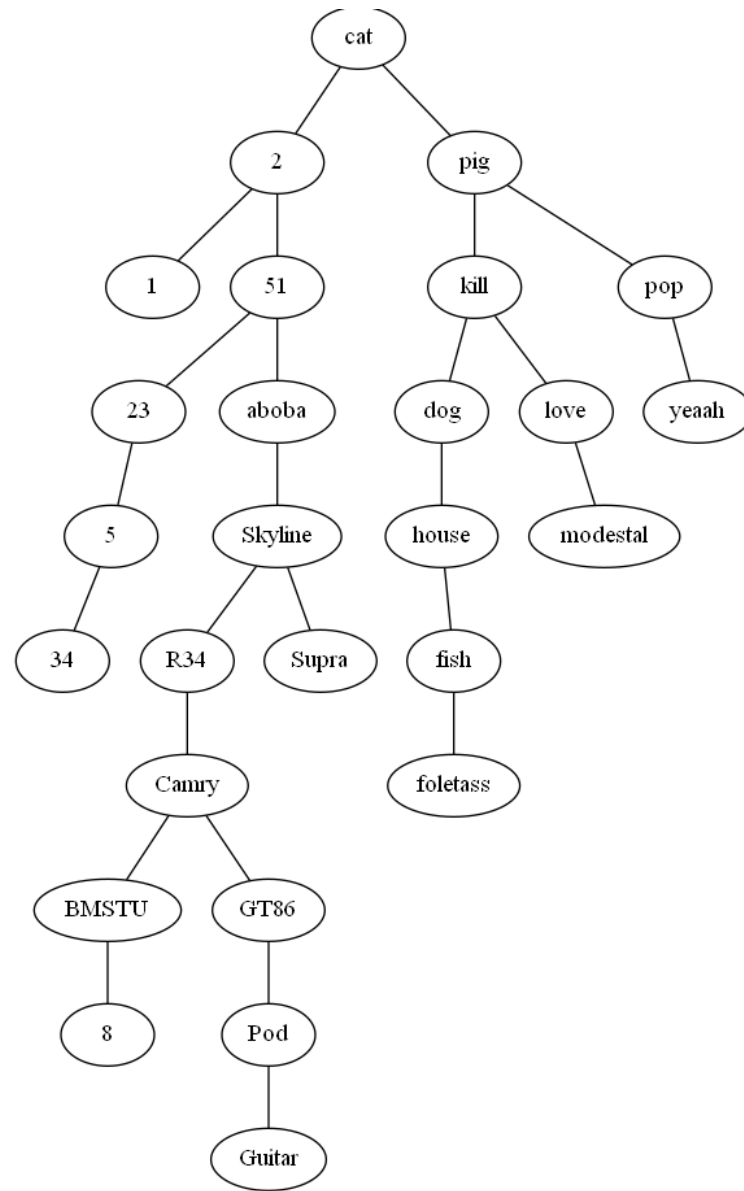 cat
2
pig
1
51
kill
pop
23
aboba
dog
love
yeaah
5
Skyline
house
modestal
34
R34
Supra
fish
Camry
foletass
BMSTU
GT86
8
Pod
Guitar